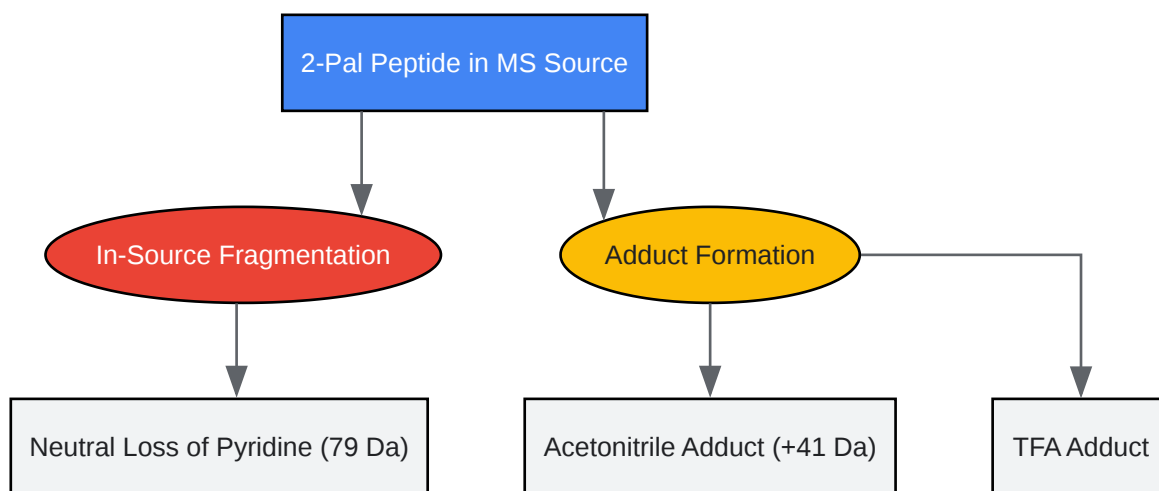 2-Pal Peptide in MS Source
In-Source Fragmentation
Adduct Formation
Neutral Loss of Pyridine (79 Da)
Acetonitrile Adduct (+41 Da)
TFA Adduct